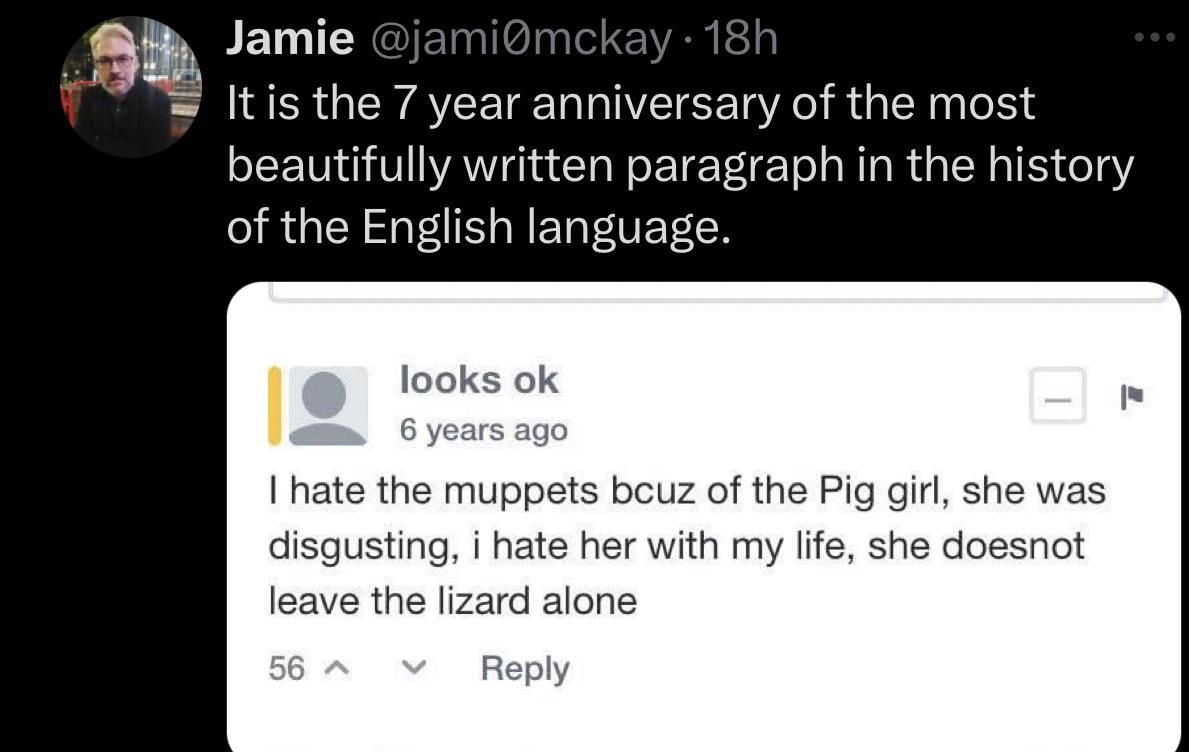 Jamie @jami0mckay · 18h
It is the 7 year anniversary of the most
beautifully written paragraph in the history
of the English language.
looks ok
6 years ago
I hate the muppets bcuz of the Pig girl, she was
disgusting, i hate her with my life, she doesnot
leave the lizard alone
56 Reply